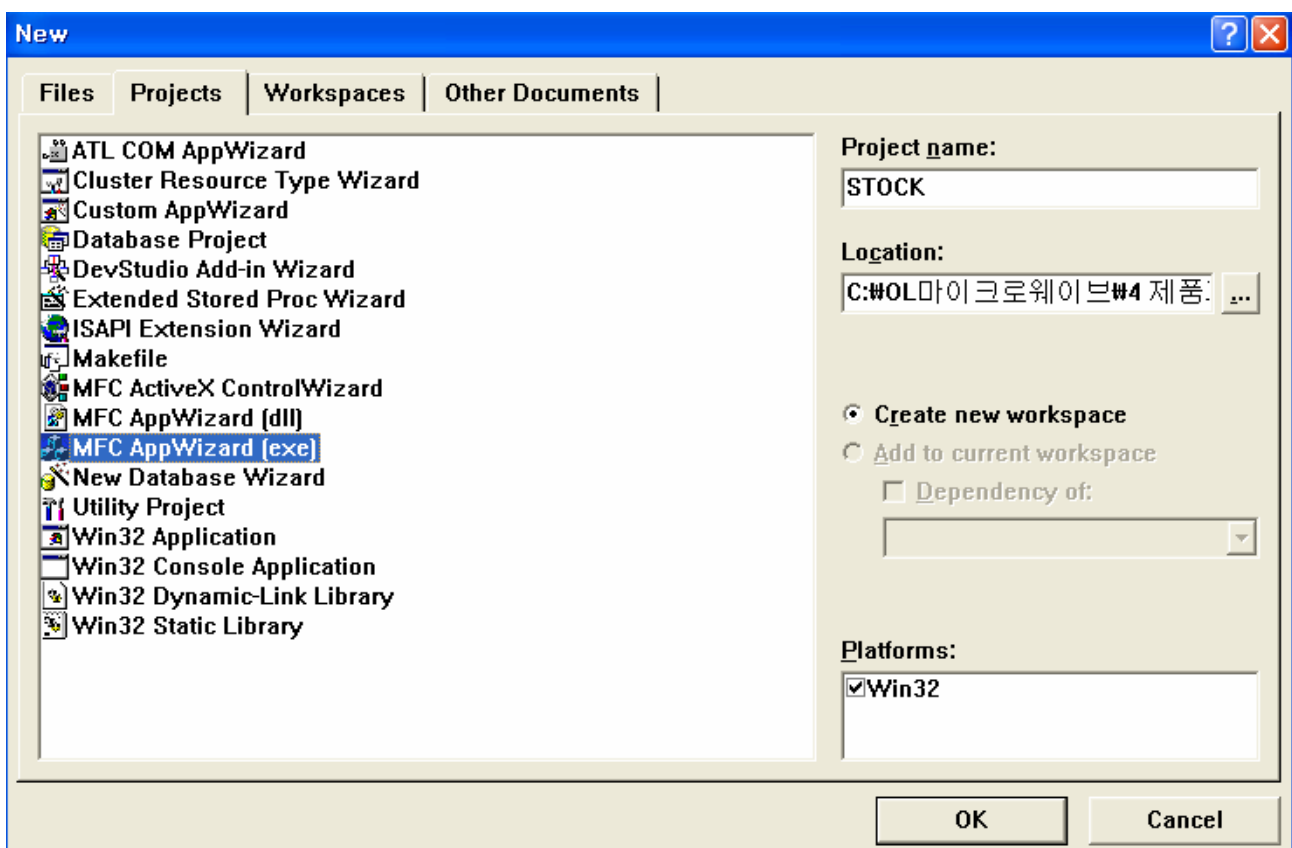 New
Files Projects Workspaces Other Documents
ATL COM AppWizard
Cluster Resource Type Wizard
Custom AppWizard
Database Project
DevStudio Add-in Wizard
Extended Stored Proc Wizard
ISAPI Extension Wizard
Makefile
MFC ActiveX ControlWizard
MFC AppWizard (dll)
MFC AppWizard (exe)
New Database Wizard
Utility Project
Win32 Application
Win32 Console Application
Win32 Dynamic-Link Library
Win32 Static Library
Project name:
STOCK
Location:
C:₩OL마이크로웨이브₩4 제품
...
Create new workspace
Add to current workspace
Dependency of:
Platforms:
Win32
OK Cancel